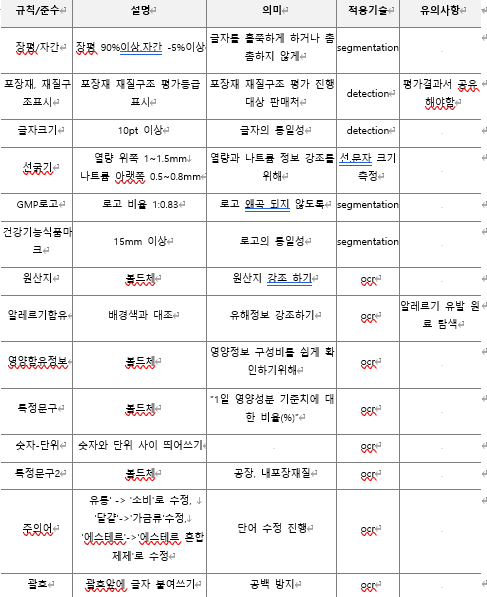 규칙/준수 설명 의미 적용기술 유의사항
장평/자간 장평 90%이상,자간 -5%이상 글자를 홀쭉하게 하거나 촘촘하지 않게 segmentation
포장재, 재질구조표시 포장재 재질구조 평가등급 표시 포장재 재질구조 평가 진행 대상 판매처 detection 평가결과서 공유해야함
글자크기 10pt 이상 글자의 통일성 detection
선굵기 열량 위쪽 1~1.5mm 나트륨 아랫쪽 0.5~0.8mm 열량과 나트륨 정보 강조를 위해 선,문자 크기 측정
GMP로고 로고 비율 1:0.83 로고 왜곡 되지 않도록 segmentation
건강기능식품마크 15mm 이상 로고의 통일성 segmentation
원산지 볼드체 원산지 강조 하기 ocr
알레르기함유 배경색과 대조 유해정보 강조하기 ocr 알레르기 유발 원료 탐색
영양함유정보 볼드체 영양정보 구성비를 쉽게 확인하기위해 ocr
특정문구 볼드체 "1일 영양성분 기준치에 대한 비율(%)" ocr
숫자-단위 숫자와 단위 사이 띄어쓰기 ocr
특정문구2 볼드체 공장, 내포장재질 ocr
주의어 유통' -> '소비'로 수정, '달걀'->'가금류'수정, '에스테르'->'에스테르 혼합제제'로 수정 단어 수정 진행 ocr
괄호 괄호앞에 글자 붙여쓰기 공백 방지 ocr